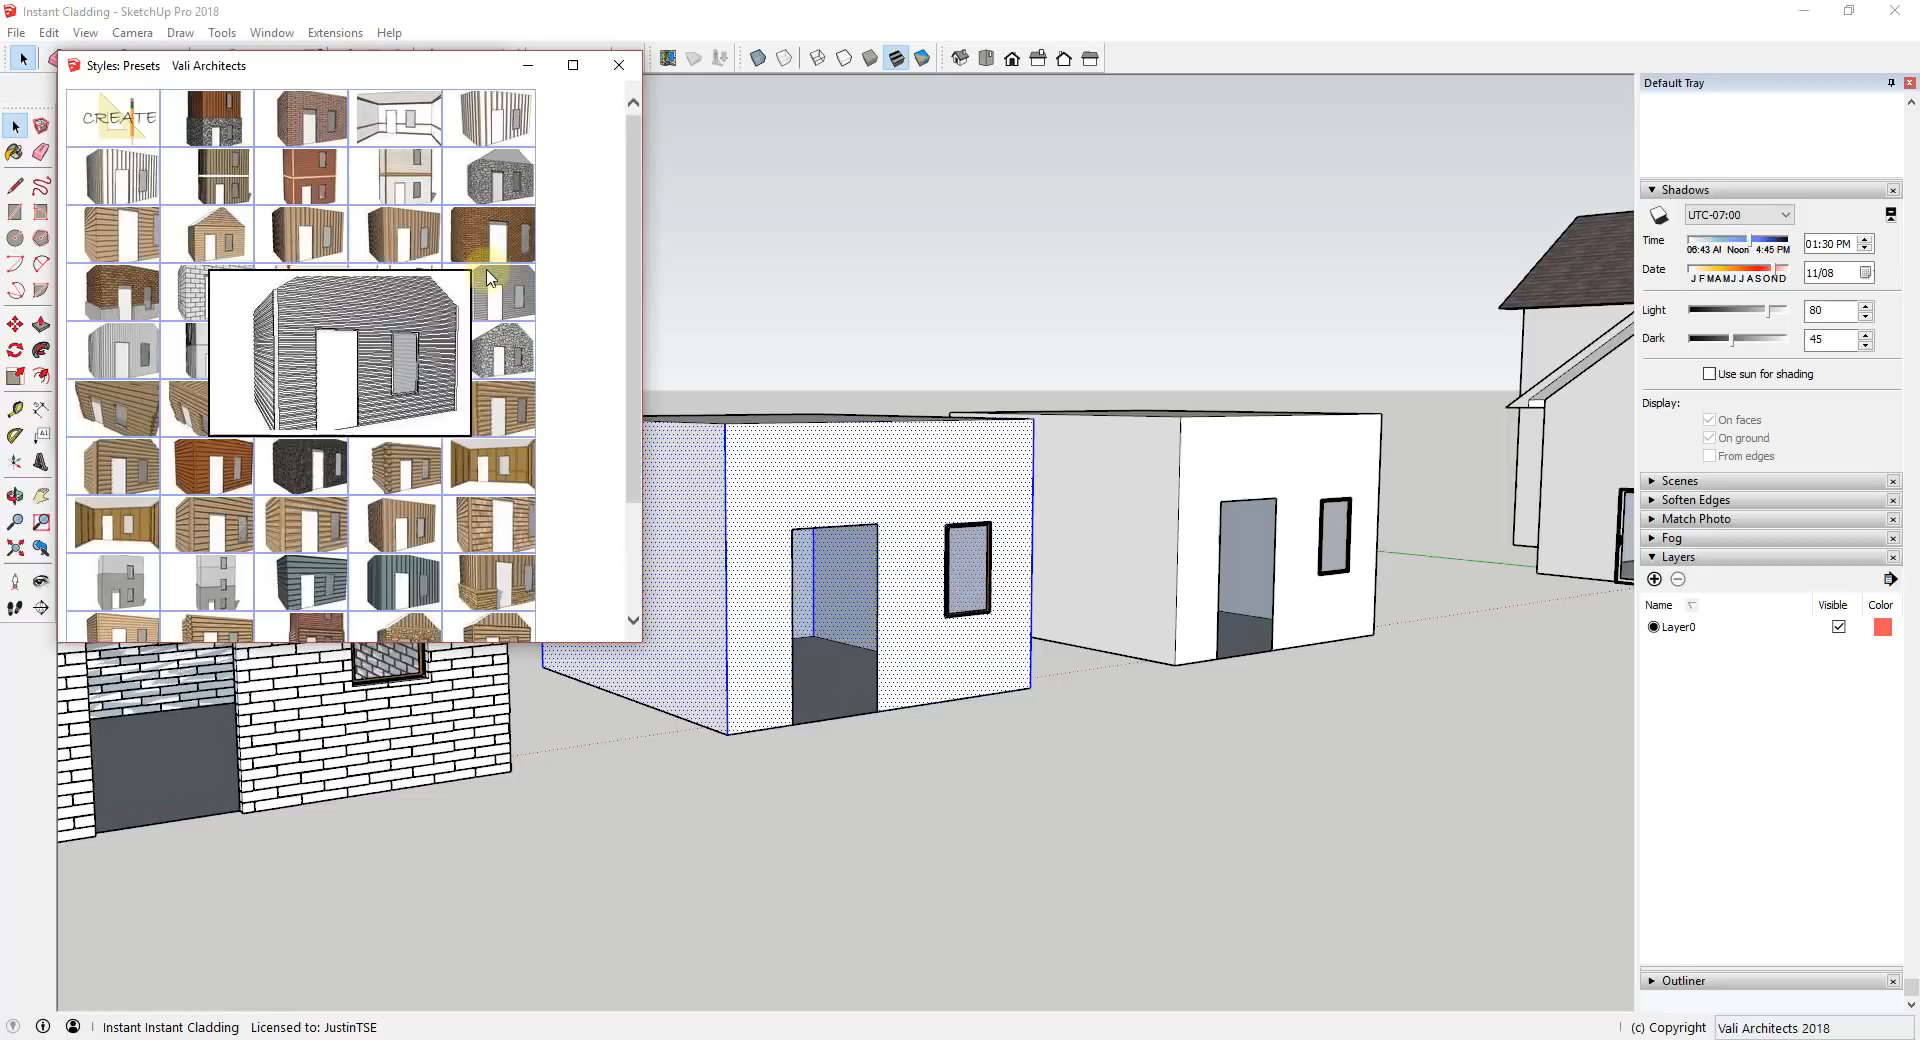 Instant Cladding - SketchUp Pro 2018
File Edit View Camera Draw Tools Window Extensions Help
Styles: Presets Vali Architects
CREATE
Default Tray
Shadows
UTC-07:00
Time
06:43 AM Noon 4:45 PM
01:30 PM
Date
J F M A M J J A S O N D
11/08
Light
80
Dark
45
Use sun for shading
Display:
On faces
On ground
From edges
Scenes
Soften Edges
Match Photo
Fog
Layers
Name Visible Color
Layer0
Outliner
Instant Instant Cladding Licensed to: JustinTSE
(c) Copyright Vali Architects 2018